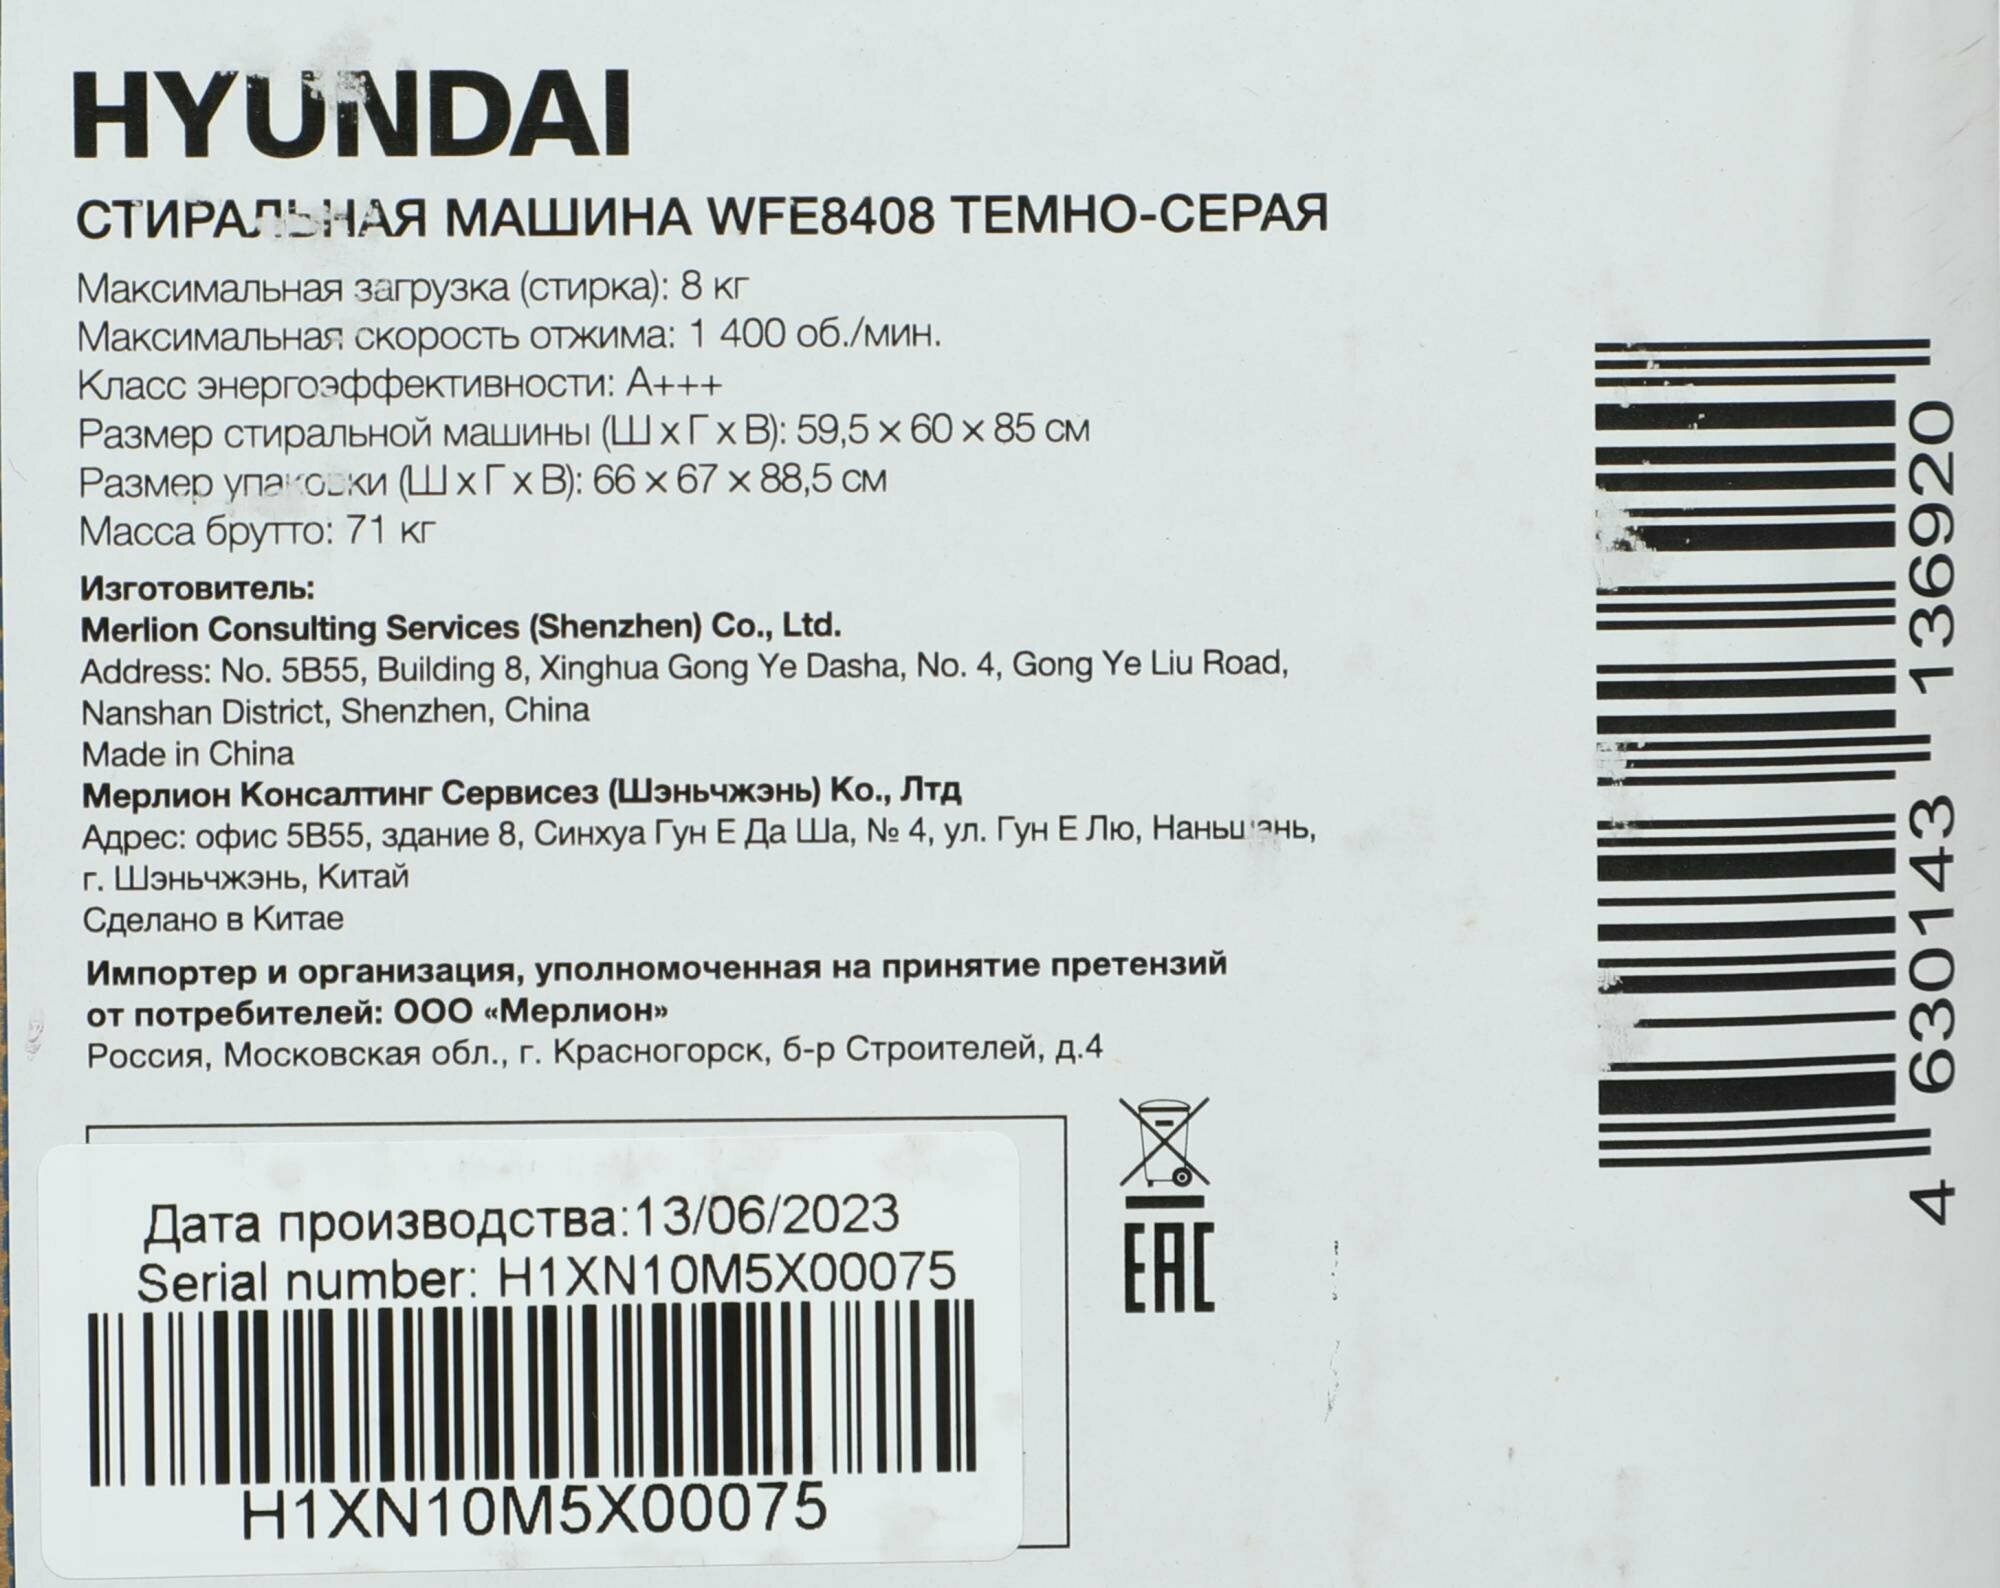 HYUNDAI
СТИРАЛЬНАЯ МАШИНА WFE8408 ТЕМНО-СЕРАЯ
Максимальная загрузка (стирка): 8 кг
Максимальная скорость отжима: 1 400 об./мин.
Класс энергоэффективности: A+++
Размер стиральной машины (Ш x Г x В): 59,5 x 60 x 85 см
Размер упаковки (Ш x Г x В): 66 x 67 x 88,5 см
Масса брутто: 71 кг
Изготовитель:
Merlion Consulting Services (Shenzhen) Co., Ltd.
Address: No. 5B55, Building 8, Xinghua Gong Ye Dasha, No. 4, Gong Ye Liu Road,
Nanshan District, Shenzhen, China
Made in China
Мерлион Консалтинг Сервисез (Шэньчжэнь) Ко., Лтд
Адрес: офис 5B55, здание 8, Синхуа Гун Е Да Ша, № 4, ул. Гун Е Лю, Наньшань,
г. Шэньчжэнь, Китай
Сделано в Китае
Импортер и организация, уполномоченная на принятие претензий
от потребителей: ООО «Мерлион»
Россия, Московская обл., г. Красногорск, б-р Строителей, д.4
Дата производства:13/06/2023
Serial number: H1XN10M5X00075
H1XN10M5X00075
EAC
4 630143 136920